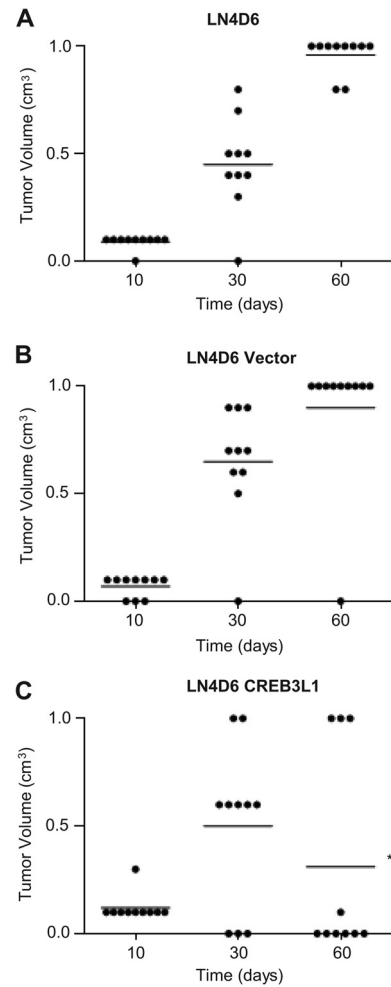 A
LN4D6
Tumor Volume (cm³)
1.0
0.5
0.0
10 30 60
Time (days)
B
LN4D6 Vector
Tumor Volume (cm³)
1.0
0.5
0.0
10 30 60
Time (days)
C
LN4D6 CREB3L1
Tumor Volume (cm³)
1.0
0.5
0.0
*
10 30 60
Time (days)